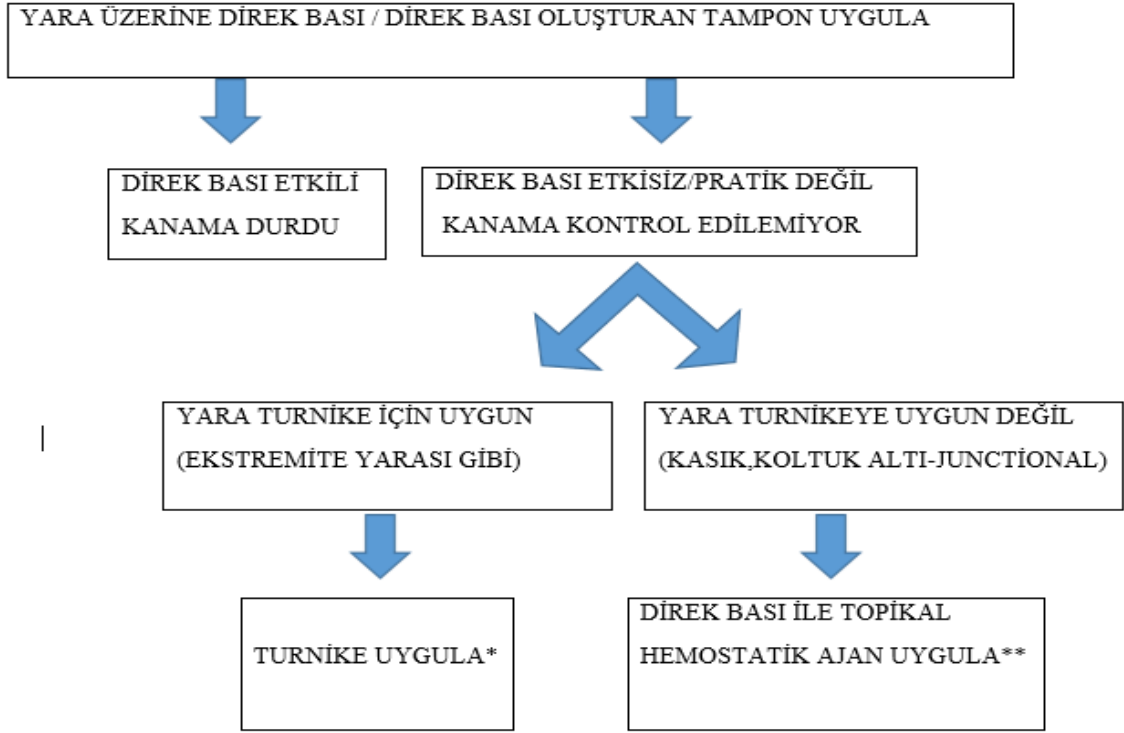 YARA ÜZERİNE DİREK BASI / DİREK BASI OLUŞTURAN TAMPON UYGULA
DİREK BASI ETKİLİ
KANAMA DURDU
DİREK BASI ETKİSİZ/PRATİK DEĞİL
KANAMA KONTROL EDİLEMİYOR
YARA TURNİKE İÇİN UYGUN
(EKSTREMİTE YARASI GİBİ)
YARA TURNİKEYE UYGUN DEĞİL
(KASIK,KOLTUK ALTI-JUNCTİONAL)
TURNİKE UYGULA*
DİREK BASI İLE TOPİKAL
HEMOSTATİK AJAN UYGULA**